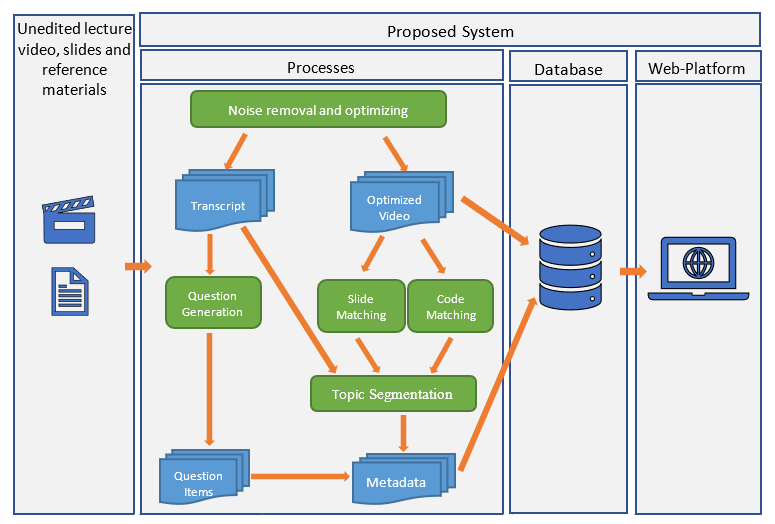 Unedited lecture
video, slides and
reference
materials
Proposed System
Processes
Database
Web-Platform
Noise removal and optimizing
Transcript
Optimized
Video
Question
Generation
Slide
Matching
Code
Matching
Topic Segmentation
Question
Items
Metadata